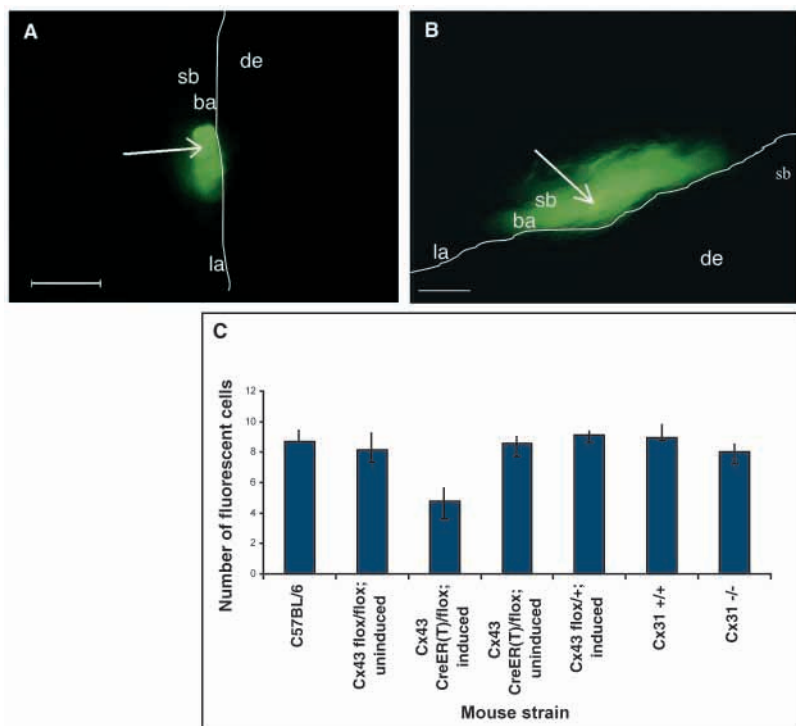 A
sb
de
ba
la
B
sb
sb
ba
la
de
C
Number of fluorescent cells
12
10
8
6
4
2
0
C57BL/6
Cx43 flox/flox;
uninduced
Cx43
CreER(T)/flox;
induced
Cx43
CreER(T)/flox;
uninduced
Cx43 flox/+;
induced
Cx31 +/+
Cx31 -/-
Mouse strain